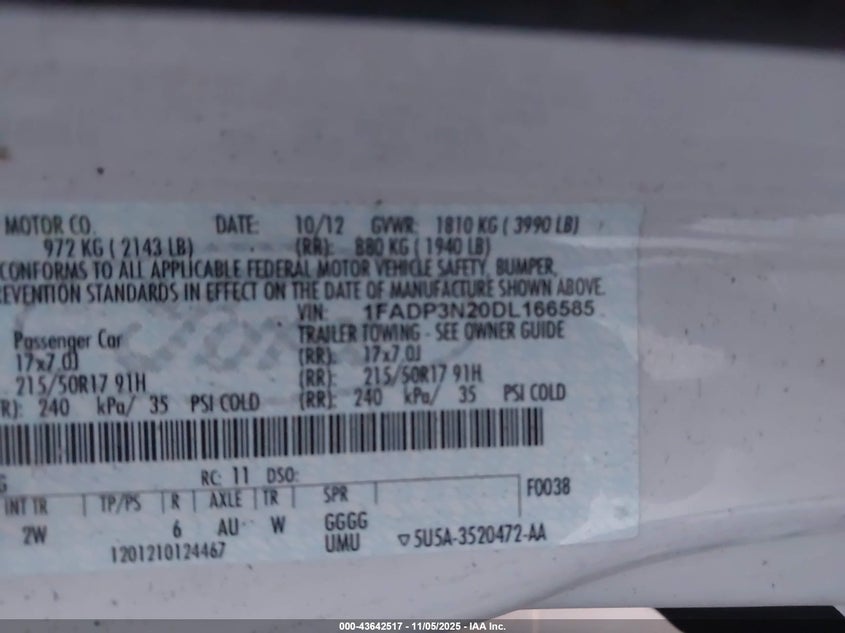 MOTOR CO. DATE: 10/12 GVWR: 1810 KG ( 3990 LB)
972 KG ( 2143 LB) (RR): 880 KG ( 1940 LB)
CONFORMS TO ALL APPLICABLE FEDERAL MOTOR VEHICLE SAFETY, BUMPER,
EVENTION STANDARDS IN EFFECT ON THE DATE OF MANUFACTURE SHOWN ABOVE.
VIN: 1FADP3N20DL166585
Passenger Car TRAILER TOWING - SEE OWNER GUIDE
17x7.0J (RR): 17x7.0J
215/50R17 91H (RR): 215/50R17 91H
R): 240 kPa/ 35 PSI COLD (RR): 240 kPa/ 35 PSI COLD
G RC: 11 DSO:
INT TR TP/PS R AXLE TR SPR F0038
2W 6 AU W GGGG
UMU ▽5U5A-3520472-AA
1201210124467
000-43642517 - 11/05/2025 - IAA Inc.